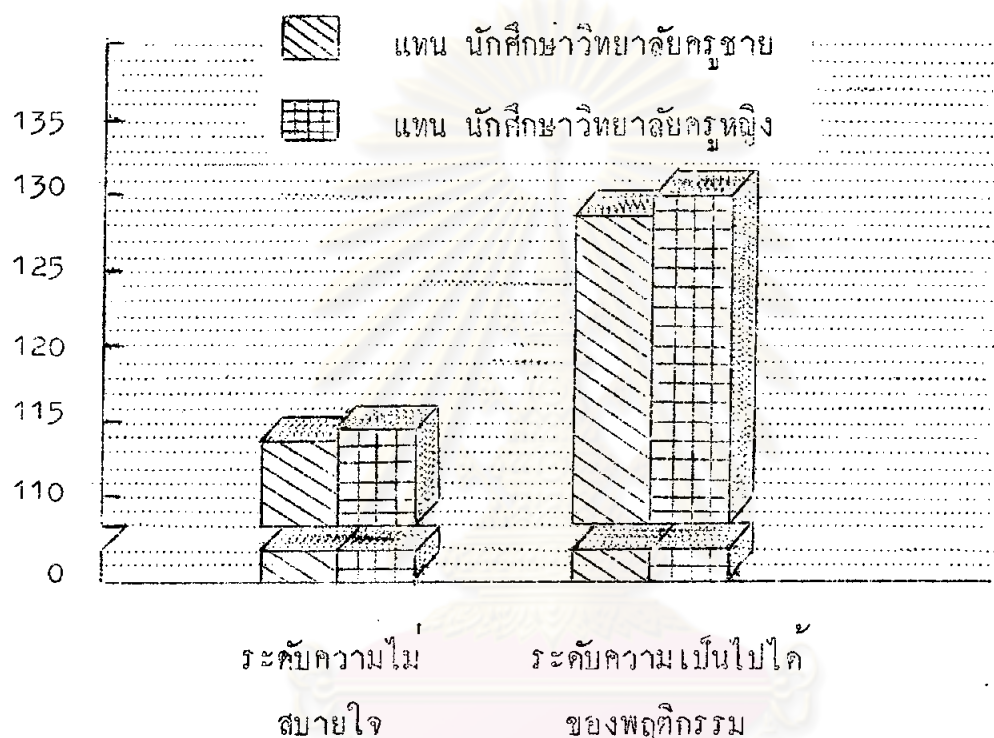 แทน นักศึกษาวิทยาลัยครูชาย
แทน นักศึกษาวิทยาลัยครูหญิง
135
130
125
120
115
110
0
ระดับความไม่ ระดับความเป็นไปได้
สบายใจ ของพฤติกรรม